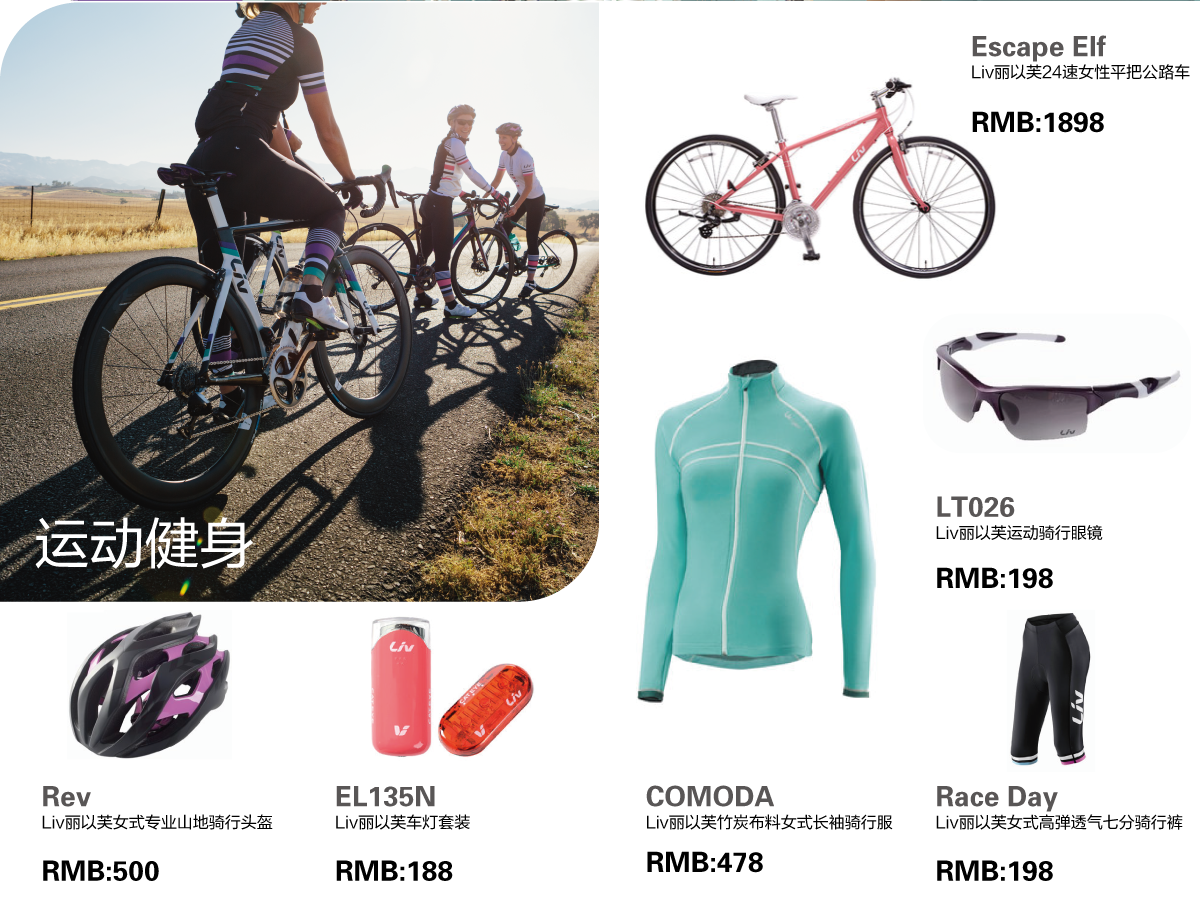 Escape Elf
Liv丽以芙24速女性平把公路车
RMB:1898
Liv
Liv
LT026
Liv丽以芙运动骑行眼镜
RMB:198
运动健身
Liv
Liv
Liv
Rev
Liv丽以芙女式专业山地骑行头盔
RMB:500
EL135N
Liv丽以芙车灯套装
RMB:188
COMODA
Liv丽以芙竹炭布料女式长袖骑行服
RMB:478
Race Day
Liv丽以芙女式高弹透气七分骑行裤
RMB:198